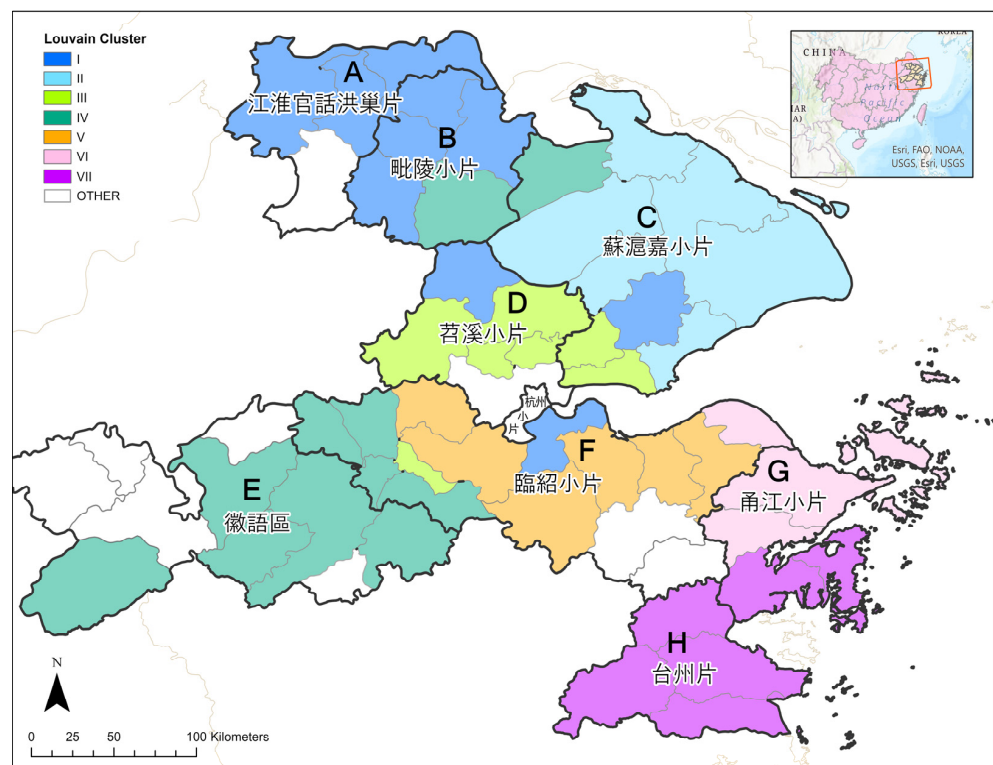 Louvain Cluster
I
II
III
IV
V
VI
VII
OTHER
A
江淮官話洪巢片
B
毗陵小片
C
蘇滬嘉小片
D
苕溪小片
杭州
小
片
E
徽語區
F
臨紹小片
G
甬江小片
H
台州片
N
0 25 50 100 Kilometers
KOREA
CHINA
North
Pacific
Ocean
Esri, FAO, NOAA,
USGS, Esri, USGS